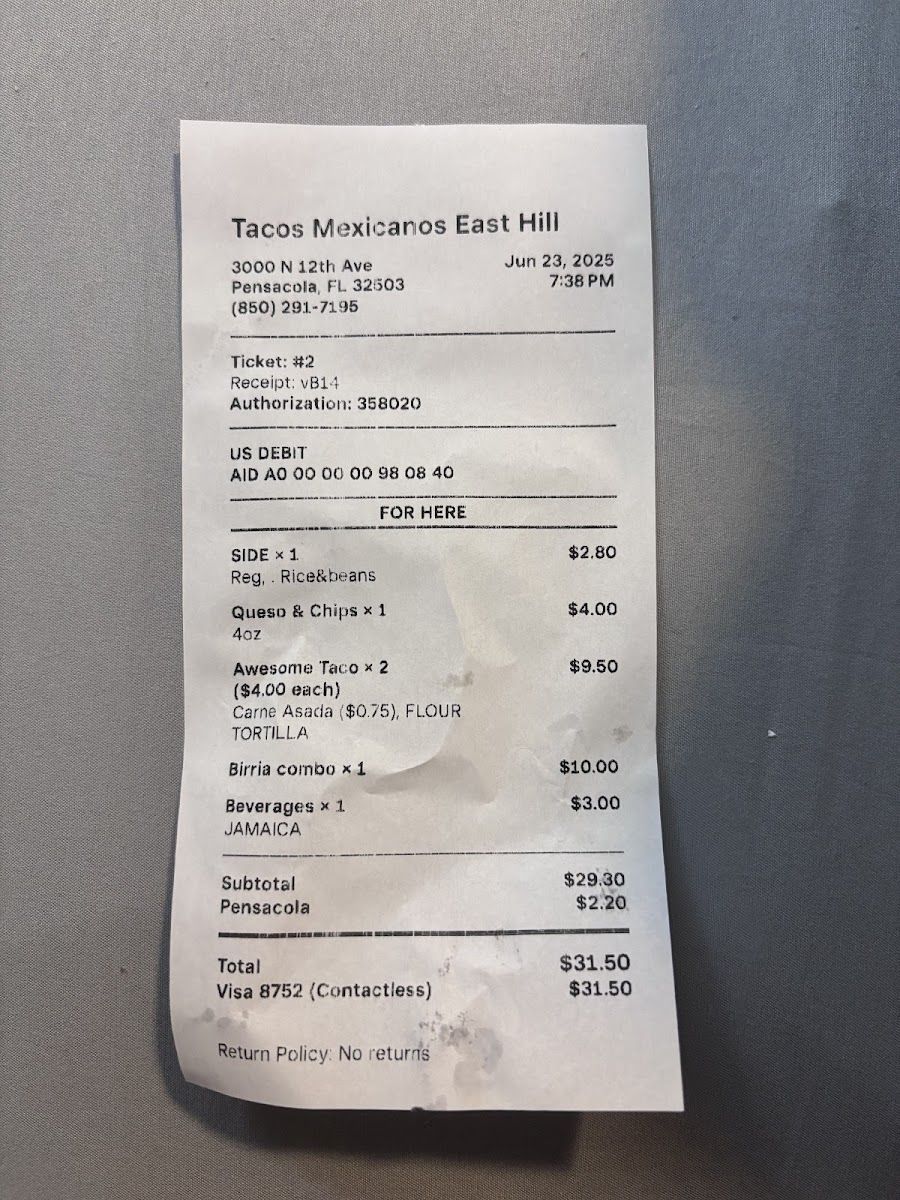 Tacos Mexicanos East Hill
3000 N 12th Ave
Jun 23, 2025
Pensacola, FL 32503
7:38 PM
(850) 291-7195
Ticket: #2
Receipt: vB14
Authorization: 358020
US DEBIT
AID A0 00 00 00 98 08 40
FOR HERE
SIDE × 1 $2.80
Reg, . Rice&beans
Queso & Chips × 1 $4.00
4oz
Awesome Taco × 2 $9.50
($4.00 each)
Carne Asada ($0.75), FLOUR
TORTILLA
Birria combo × 1 $10.00
Beverages × 1 $3.00
JAMAICA
Subtotal $29.30
Pensacola $2.20
Total $31.50
Visa 8752 (Contactless) $31.50
Return Policy: No returns